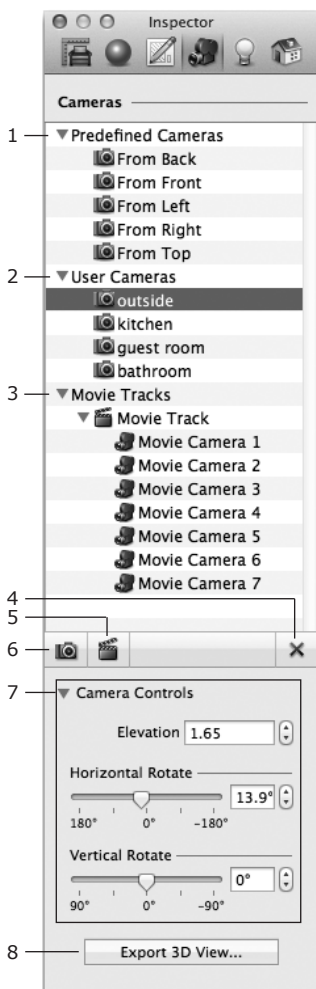 Inspector
Cameras
1 Predefined Cameras
From Back
From Front
From Left
From Right
From Top
2 User Cameras
outside
kitchen
guest room
bathroom
3 Movie Tracks
Movie Track
Movie Camera 1
Movie Camera 2
Movie Camera 3
Movie Camera 4
Movie Camera 5
Movie Camera 6
Movie Camera 7
4
5
6
7 Camera Controls
Elevation 1.65
Horizontal Rotate
13.9°
180° 0° -180°
Vertical Rotate
0°
90° 0° -90°
8 Export 3D View...